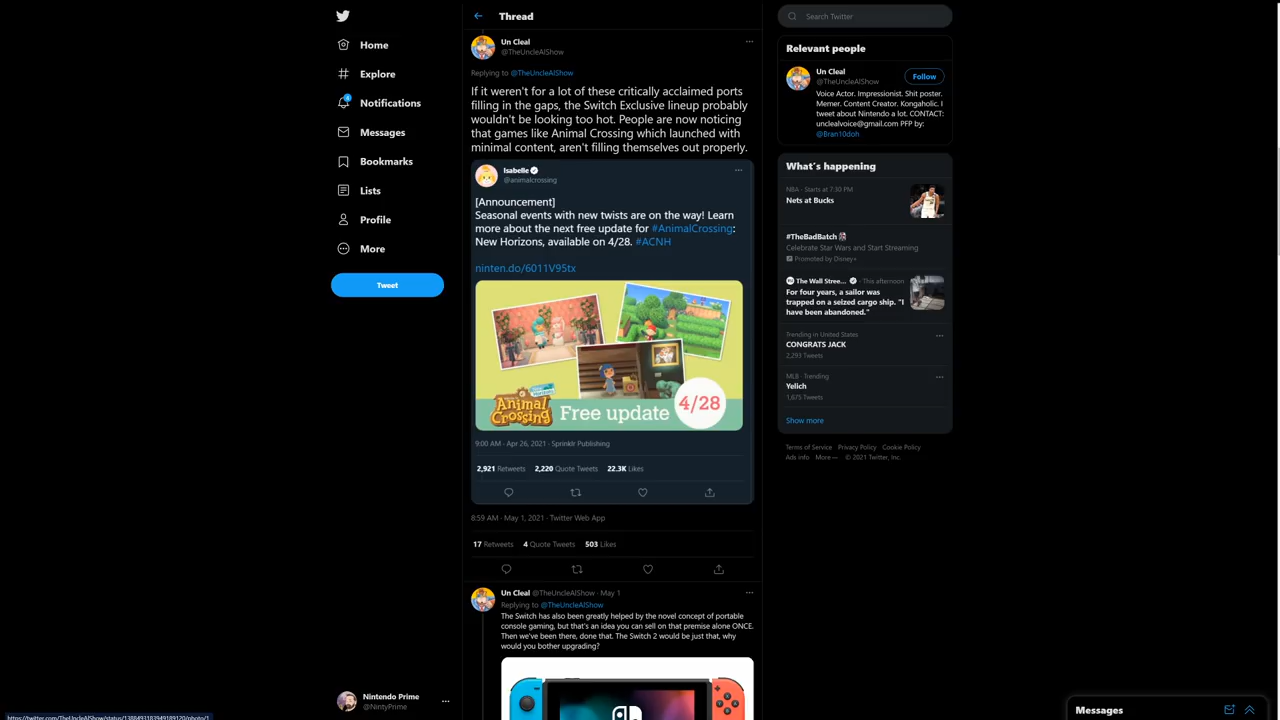 Home
Explore
4
Notifications
Messages
Bookmarks
Lists
Profile
More
Tweet
Nintendo Prime
@NintyPrime
Thread
Un Cleal
@TheUncleAlShow
Replying to @TheUncleAlShow
If it weren't for a lot of these critically acclaimed ports
filling in the gaps, the Switch Exclusive lineup probably
wouldn't be looking too hot. People are now noticing
that games like Animal Crossing which launched with
minimal content, aren't filling themselves out properly.
Isabelle
@animalcrossing
[Announcement]
Seasonal events with new twists are on the way! Learn
more about the next free update for #AnimalCrossing:
New Horizons, available on 4/28. #ACNH
ninten.do/6011V95tx
Animal Crossing
Free update
4/28
9:00 AM · Apr 26, 2021 · Sprinklr Publishing
2,921 Retweets 2,220 Quote Tweets 22.3K Likes
8:59 AM · May 1, 2021 · Twitter Web App
17 Retweets 4 Quote Tweets 503 Likes
Un Cleal @TheUncleAlShow · May 1
Replying to @TheUncleAlShow
The Switch has also been greatly helped by the novel concept of portable
console gaming, but that's an idea you can sell on that premise alone ONCE.
Then we've been there, done that. The Switch 2 would be just that, why
would you bother upgrading?
Search Twitter
Relevant people
Un Cleal
@TheUncleAlShow
Follow
Voice Actor. Impressionist. Shit poster.
Memer. Content Creator. Kongaholic. I
tweet about Nintendo a lot. CONTACT:
unclealvoice@gmail.com PFP by:
@Bran10doh
What's happening
NBA · Starts at 7:30 PM
Nets at Bucks
#TheBadBatch
Celebrate Star Wars and Start Streaming
Promoted by Disney+
The Wall Stree... · This afternoon
For four years, a sailor was
trapped on a seized cargo ship. "I
have been abandoned."
Trending in United States
CONGRATS JACK
2,293 Tweets
MLB · Trending
Yelich
1,675 Tweets
Show more
Terms of Service Privacy Policy Cookie Policy
Ads info More © 2021 Twitter, Inc.
Messages